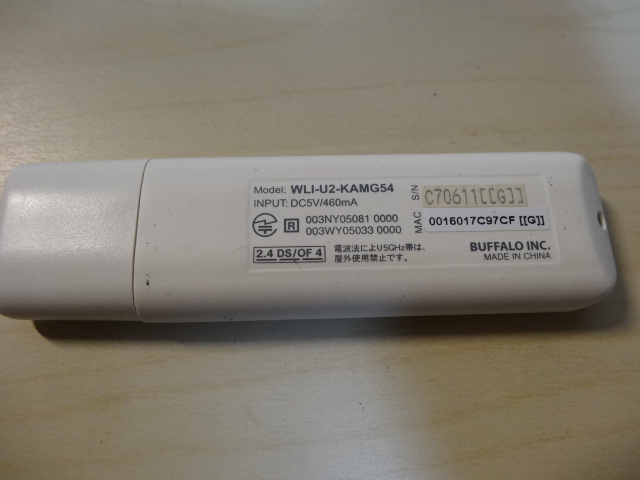 Model: WLI-U2-KAMG54
INPUT: DC5V/460mA
R 003NY05081 0000
003WY05033 0000
2.4 DS/OF 4
電波法により5GHz帯は、
屋外使用禁止です。
S/N C70611[[G]]
MAC 0016017C97CF [[G]]
BUFFALO INC.
MADE IN CHINA